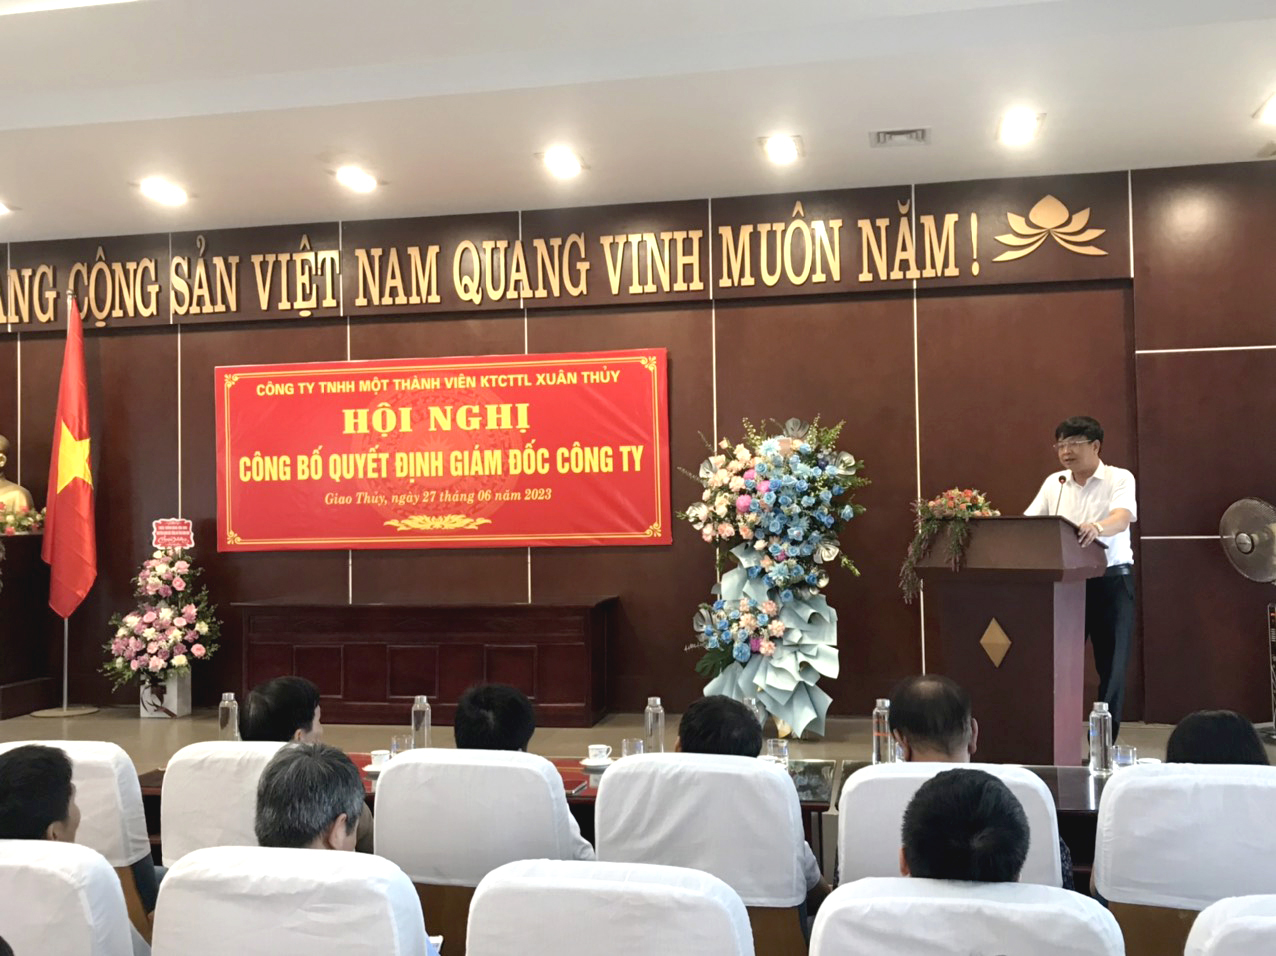 ANG CỘNG SẢN VIỆT NAM QUANG VINH MUÔN NĂM!
CÔNG TY TNHH MỘT THÀNH VIÊN KTCTTL XUÂN THỦY
HỘI NGHỊ
CÔNG BỐ QUYẾT ĐỊNH GIÁM ĐỐC CÔNG TY
Giao Thủy, ngày 27 tháng 06 năm 2023